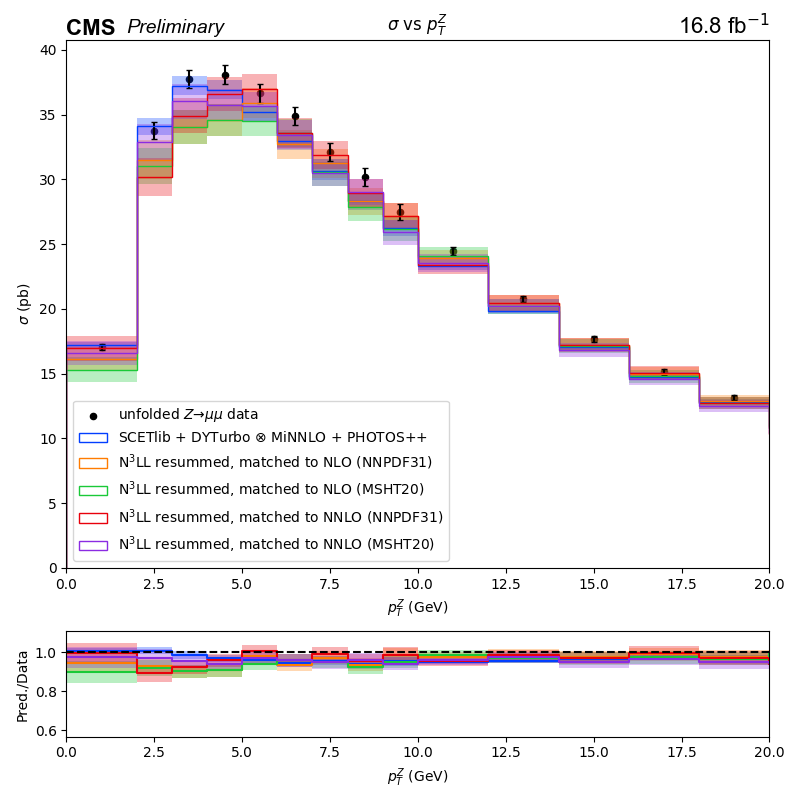 CMS Preliminary σ vs p_T^Z 16.8 fb⁻¹
40
35
30
25
20
15
10
5
0
σ (pb)
unfolded Z→μμ data
SCETlib + DYTurbo ⊗ MiNNLO + PHOTOS++
N³LL resummed, matched to NLO (NNPDF31)
N³LL resummed, matched to NLO (MSHT20)
N³LL resummed, matched to NNLO (NNPDF31)
N³LL resummed, matched to NNLO (MSHT20)
0.0 2.5 5.0 7.5 10.0 12.5 15.0 17.5 20.0
p_T^Z (GeV)
1.0
0.8
0.6
Pred./Data
0.0 2.5 5.0 7.5 10.0 12.5 15.0 17.5 20.0
p_T^Z (GeV)